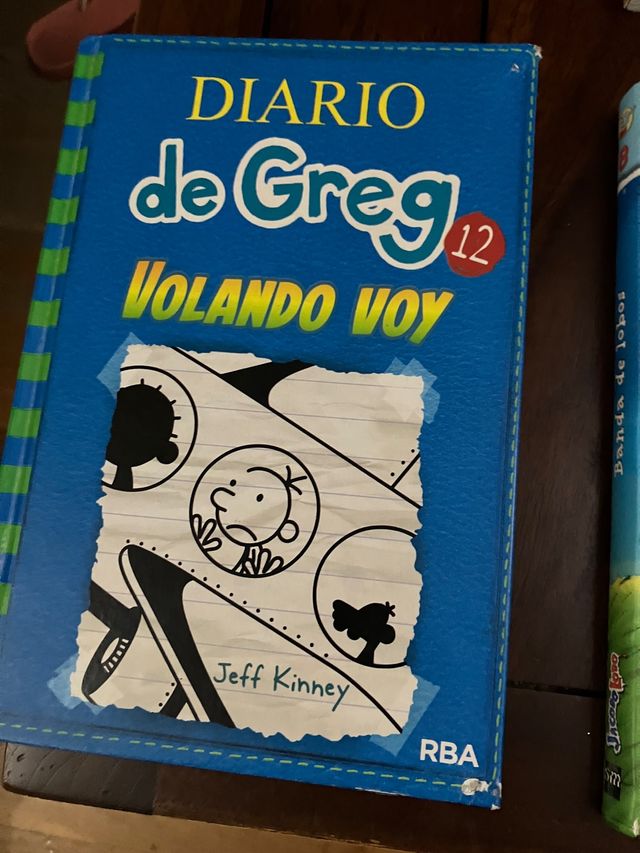 DIARIO
de Greg
12
VOLANDO VOY
Jeff Kinney
RBA
Banda de lobos